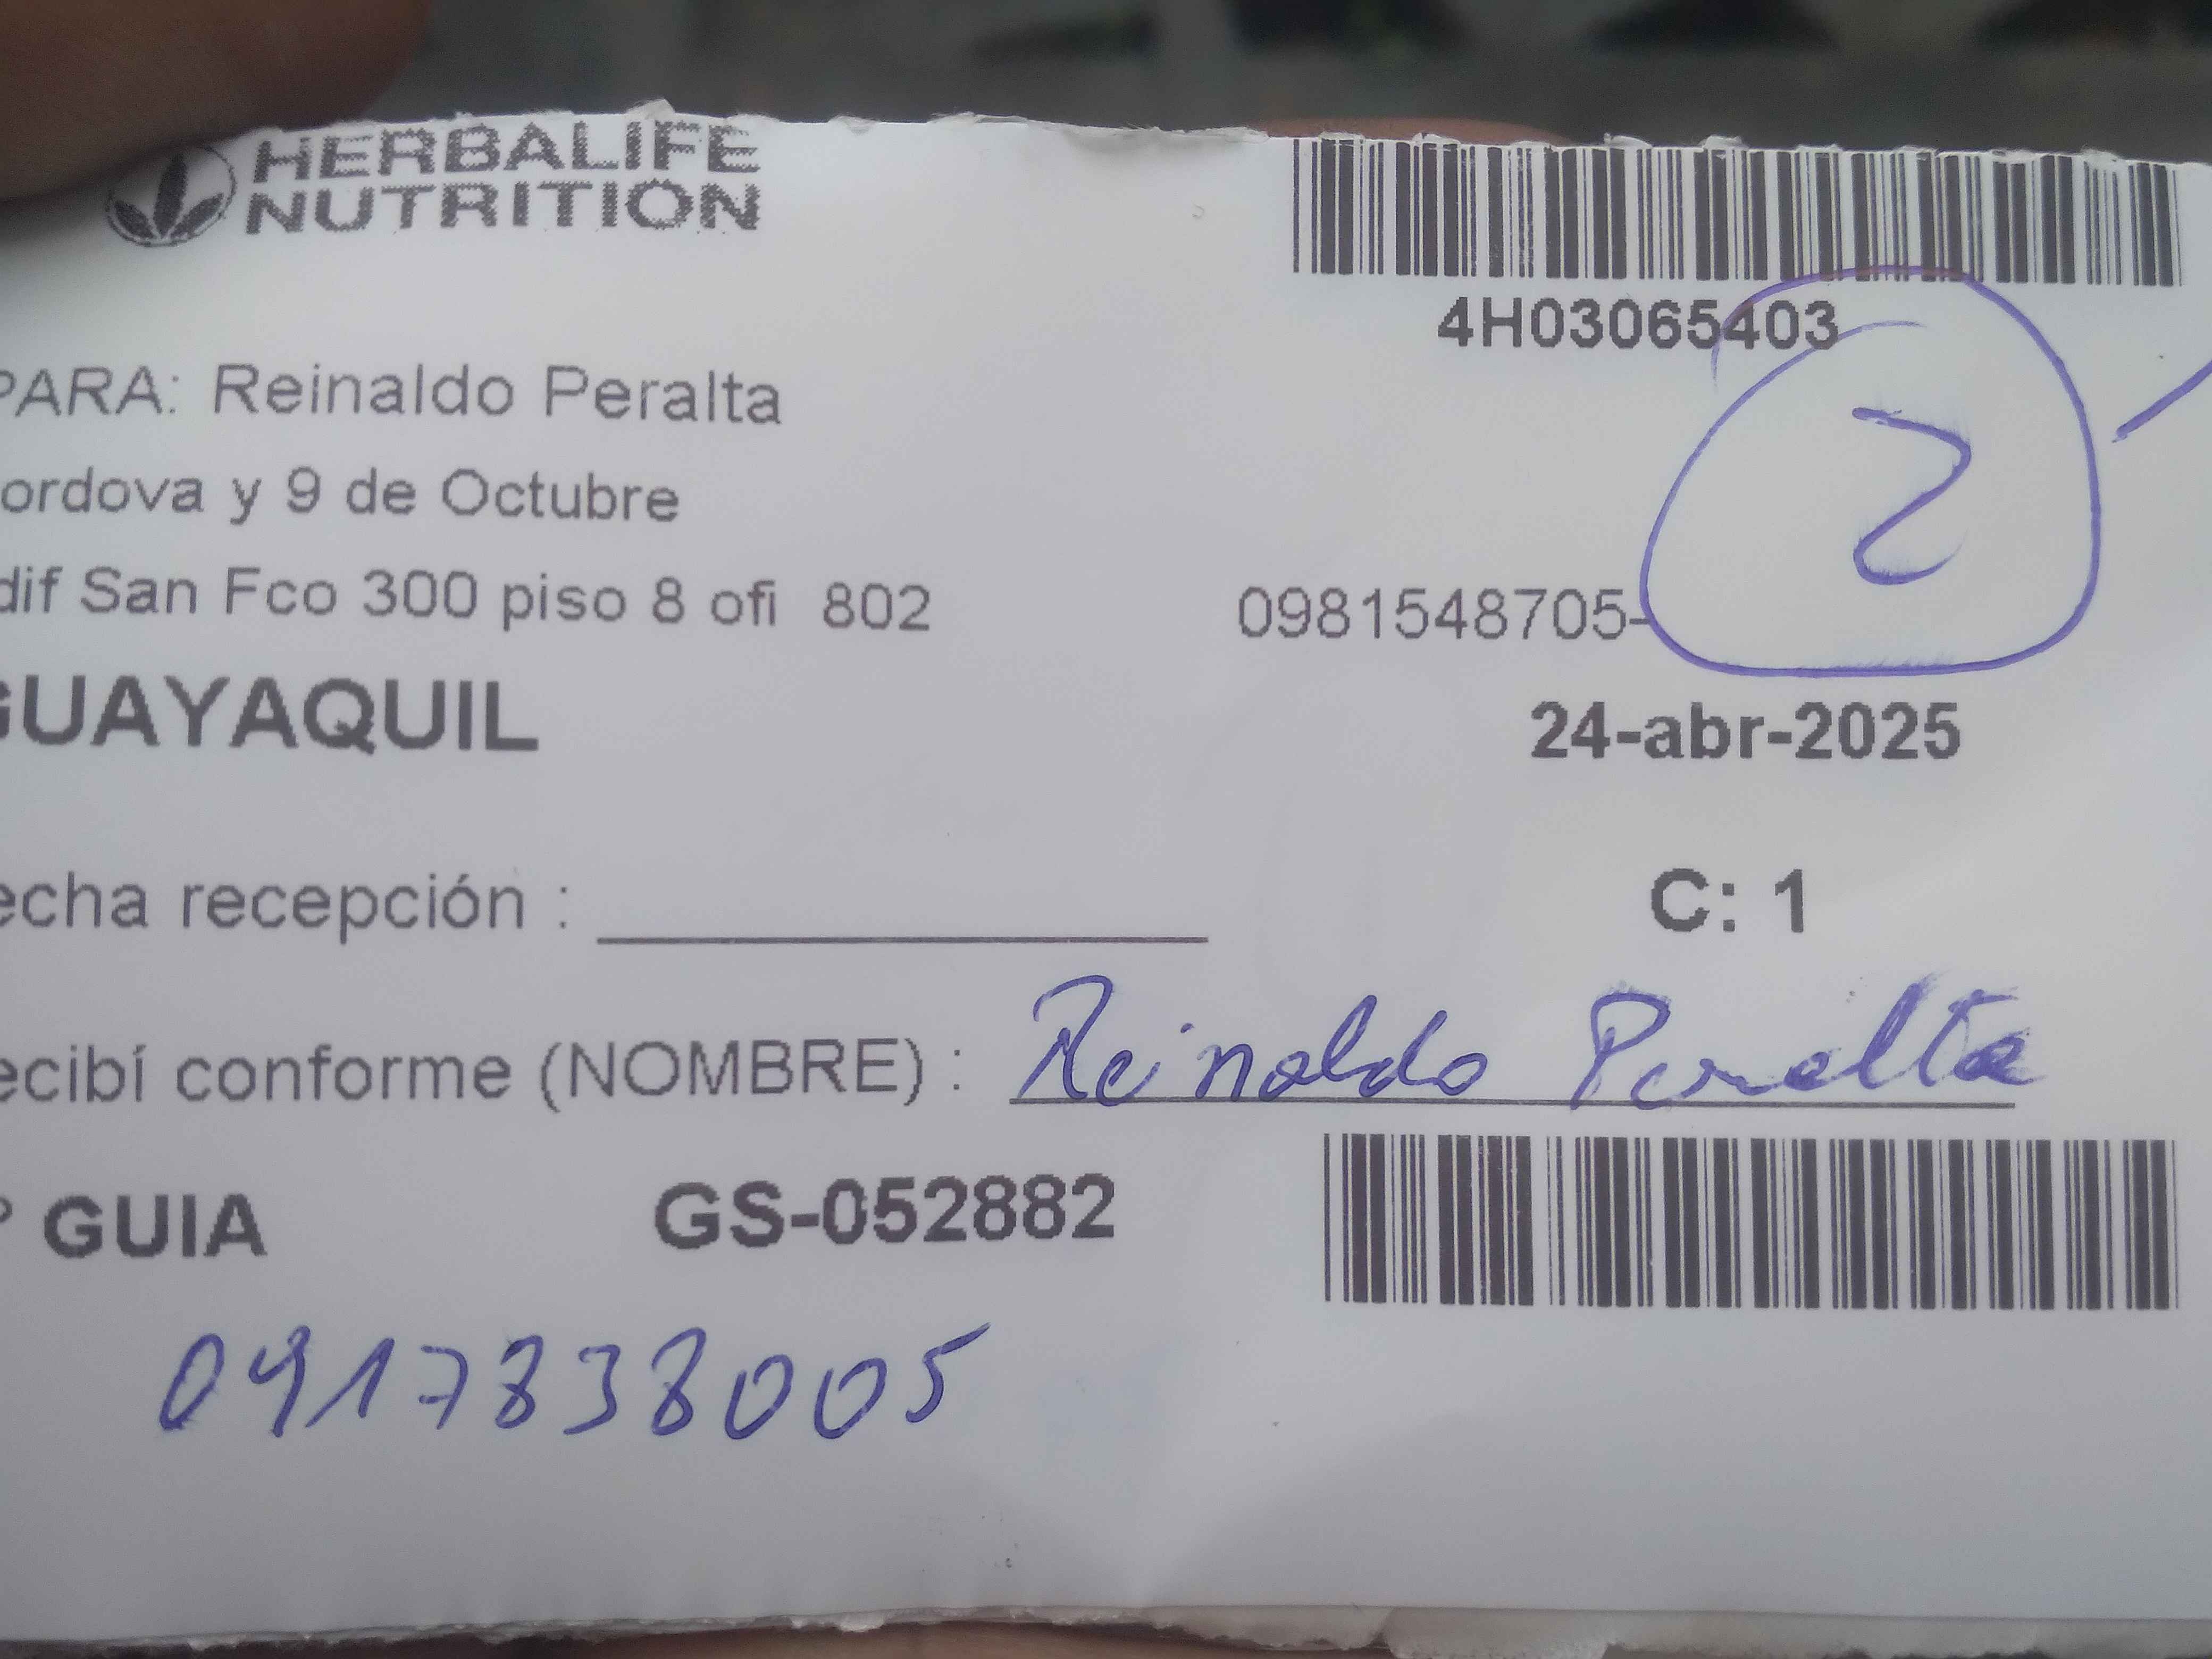 HERBALIFE
NUTRITION
4H03065403
PARA: Reinaldo Peralta
2
ordova y 9 de Octubre
dif San Fco 300 piso 8 ofi 802 0981548705-
GUAYAQUIL
24-abr-2025
echa recepción :
C: 1
ecibí conforme (NOMBRE) : Reinaldo Peralta
° GUIA GS-052882
0917838005